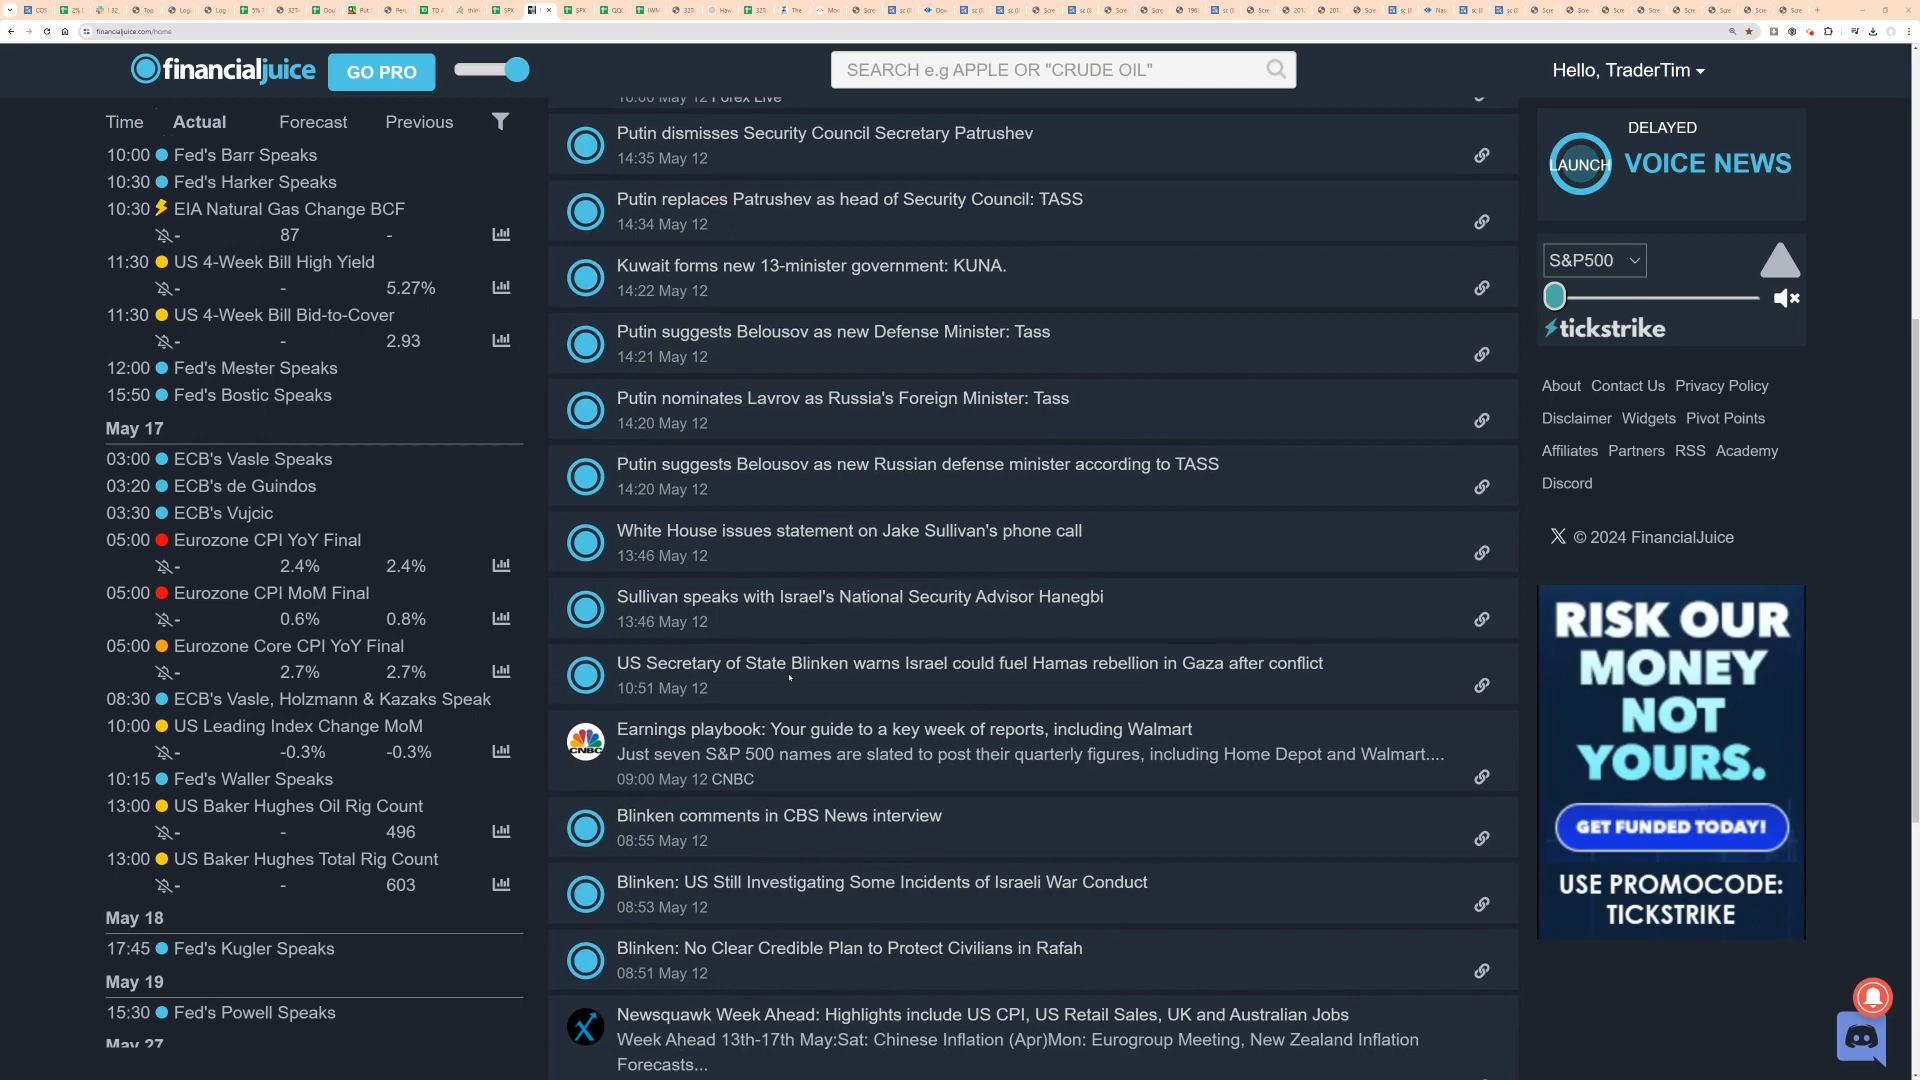 financialjuice.com/home
financialjuice
GO PRO
SEARCH e.g APPLE OR "CRUDE OIL"
Hello, TraderTim
Time Actual Forecast Previous
10:00 Fed's Barr Speaks
10:30 Fed's Harker Speaks
10:30 EIA Natural Gas Change BCF
- 87 -
11:30 US 4-Week Bill High Yield
- - 5.27%
11:30 US 4-Week Bill Bid-to-Cover
- - 2.93
12:00 Fed's Mester Speaks
15:50 Fed's Bostic Speaks
May 17
03:00 ECB's Vasle Speaks
03:20 ECB's de Guindos
03:30 ECB's Vujcic
05:00 Eurozone CPI YoY Final
- 2.4% 2.4%
05:00 Eurozone CPI MoM Final
- 0.6% 0.8%
05:00 Eurozone Core CPI YoY Final
- 2.7% 2.7%
08:30 ECB's Vasle, Holzmann & Kazaks Speak
10:00 US Leading Index Change MoM
- -0.3% -0.3%
10:15 Fed's Waller Speaks
13:00 US Baker Hughes Oil Rig Count
- - 496
13:00 US Baker Hughes Total Rig Count
- - 603
May 18
17:45 Fed's Kugler Speaks
May 19
15:30 Fed's Powell Speaks
May 27
16:00 May 12 Forex Live
Putin dismisses Security Council Secretary Patrushev
14:35 May 12
Putin replaces Patrushev as head of Security Council: TASS
14:34 May 12
Kuwait forms new 13-minister government: KUNA.
14:22 May 12
Putin suggests Belousov as new Defense Minister: Tass
14:21 May 12
Putin nominates Lavrov as Russia's Foreign Minister: Tass
14:20 May 12
Putin suggests Belousov as new Russian defense minister according to TASS
14:20 May 12
White House issues statement on Jake Sullivan's phone call
13:46 May 12
Sullivan speaks with Israel's National Security Advisor Hanegbi
13:46 May 12
US Secretary of State Blinken warns Israel could fuel Hamas rebellion in Gaza after conflict
10:51 May 12
CNBC
Earnings playbook: Your guide to a key week of reports, including Walmart
Just seven S&P 500 names are slated to post their quarterly figures, including Home Depot and Walmart....
09:00 May 12 CNBC
Blinken comments in CBS News interview
08:55 May 12
Blinken: US Still Investigating Some Incidents of Israeli War Conduct
08:53 May 12
Blinken: No Clear Credible Plan to Protect Civilians in Rafah
08:51 May 12
Newsquawk Week Ahead: Highlights include US CPI, US Retail Sales, UK and Australian Jobs
Week Ahead 13th-17th May:Sat: Chinese Inflation (Apr)Mon: Eurogroup Meeting, New Zealand Inflation
Forecasts...
DELAYED
LAUNCH VOICE NEWS
S&P500
tickstrike
About Contact Us Privacy Policy
Disclaimer Widgets Pivot Points
Affiliates Partners RSS Academy
Discord
© 2024 FinancialJuice
RISK OUR
MONEY
NOT
YOURS.
GET FUNDED TODAY!
USE PROMOCODE:
TICKSTRIKE